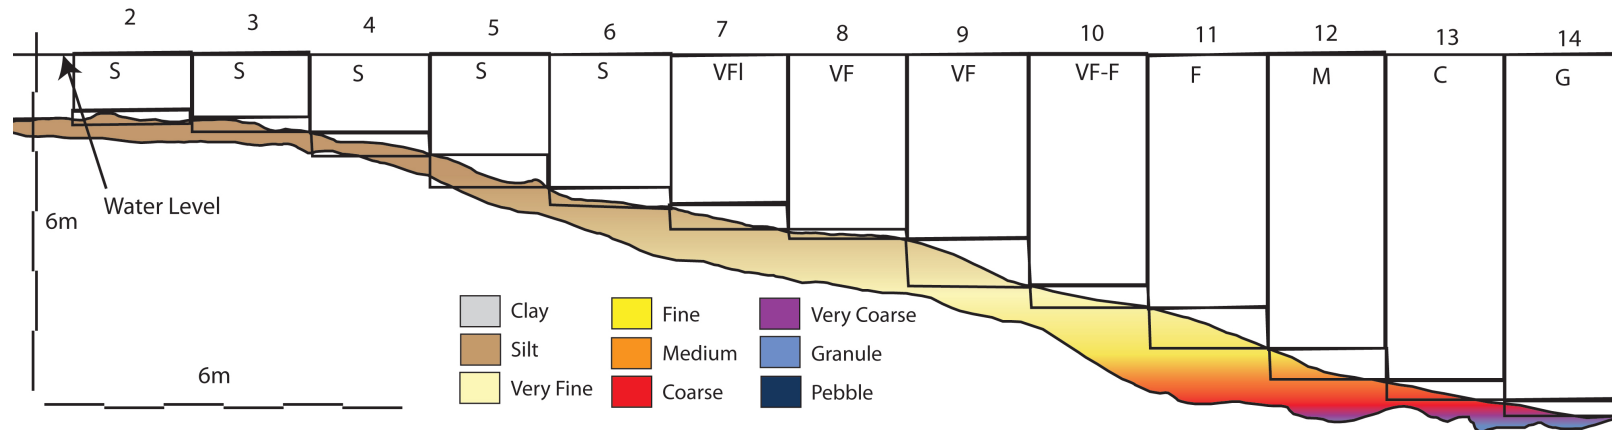 2 3 4 5 6 7 8 9 10 11 12 13 14
S S S S S VFI VF VF VF-F F M C G
Water Level
6m
Clay Fine Very Coarse
Silt Medium Granule
Very Fine Coarse Pebble
6m